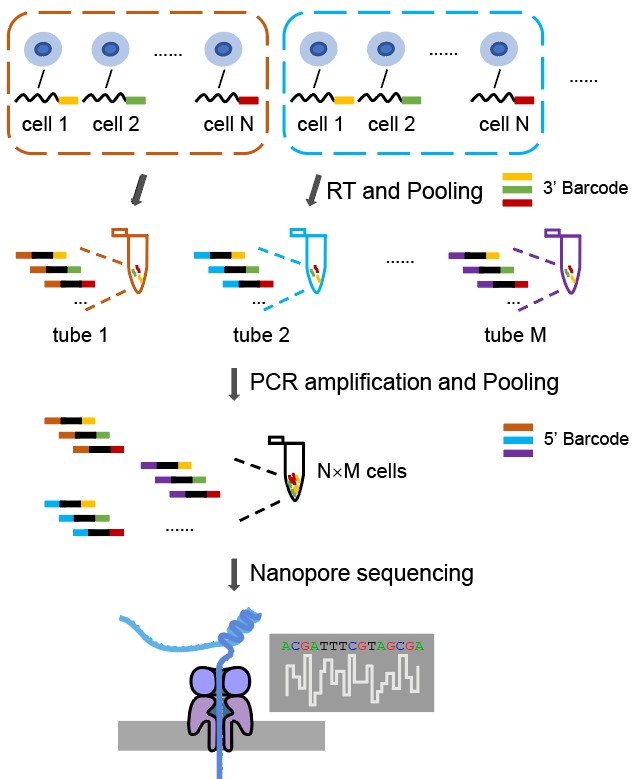 ...... ......
cell 1 cell 2 cell N cell 1 cell 2 cell N ......
RT and Pooling 3’ Barcode
......
... ... ...
tube 1 tube 2 tube M
PCR amplification and Pooling
5’ Barcode
N×M cells
......
Nanopore sequencing
ACGATTTCGTAGCGA